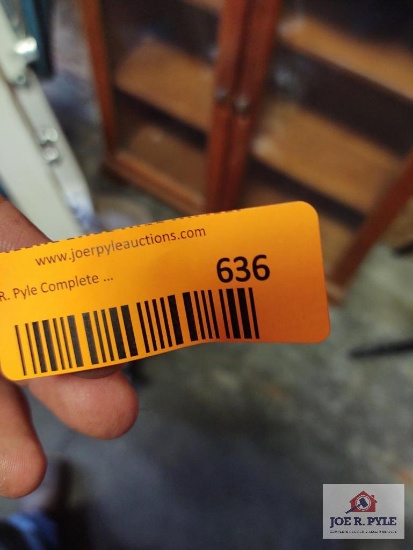 www.joerpyleauctions.com
R. Pyle Complete ...
636
JOE R. PYLE